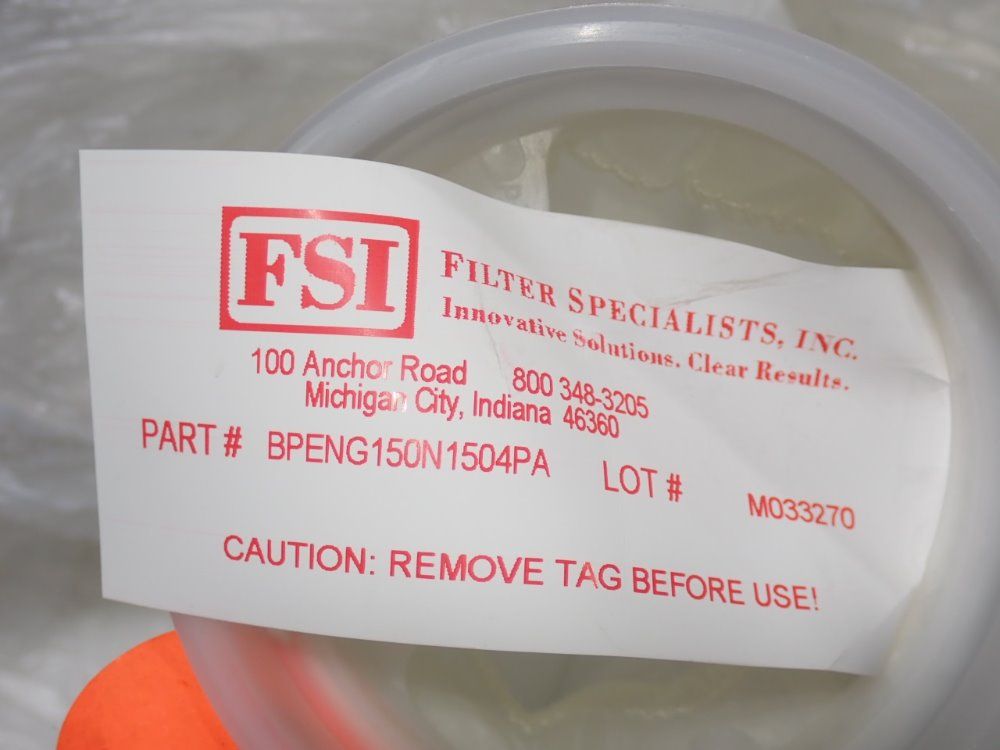 FSI
FILTER SPECIALISTS, INC.
Innovative Solutions. Clear Results.
100 Anchor Road 800 348-3205
Michigan City, Indiana 46360
PART # BPENG150N1504PA LOT # M033270
CAUTION: REMOVE TAG BEFORE USE!